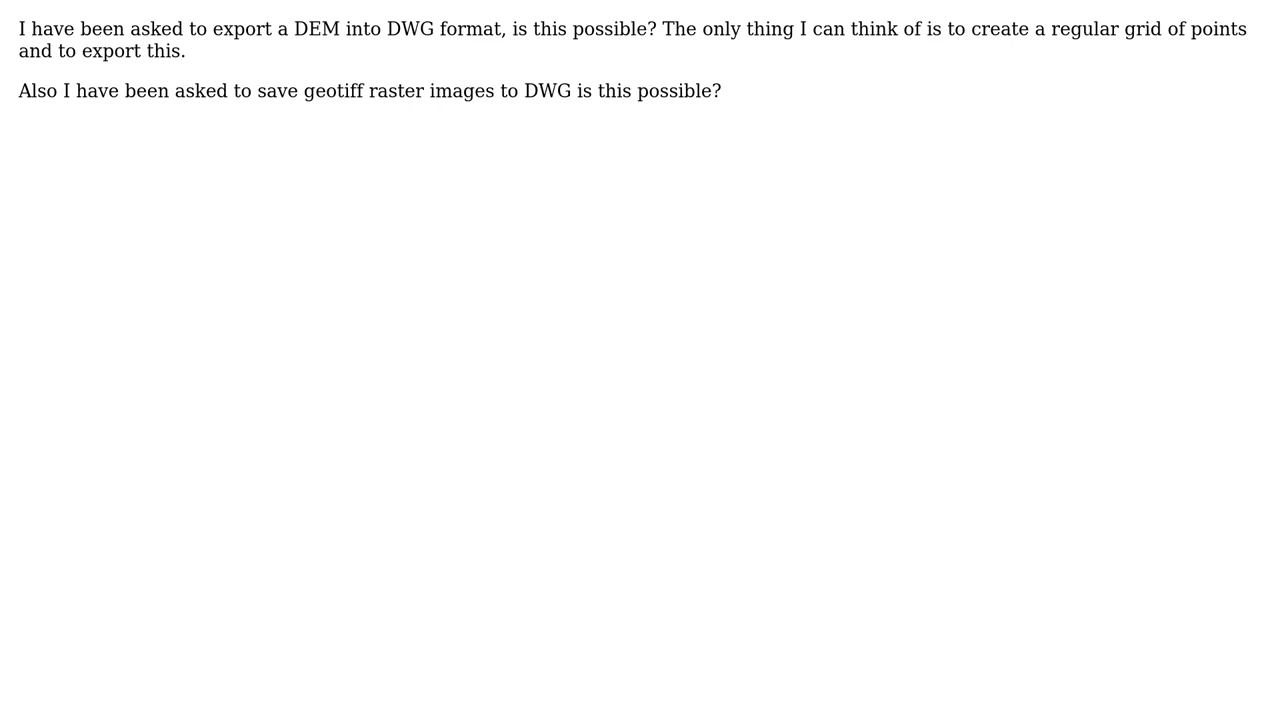 I have been asked to export a DEM into DWG format, is this possible? The only thing I can think of is to create a regular grid of points
and to export this.
Also I have been asked to save geotiff raster images to DWG is this possible?